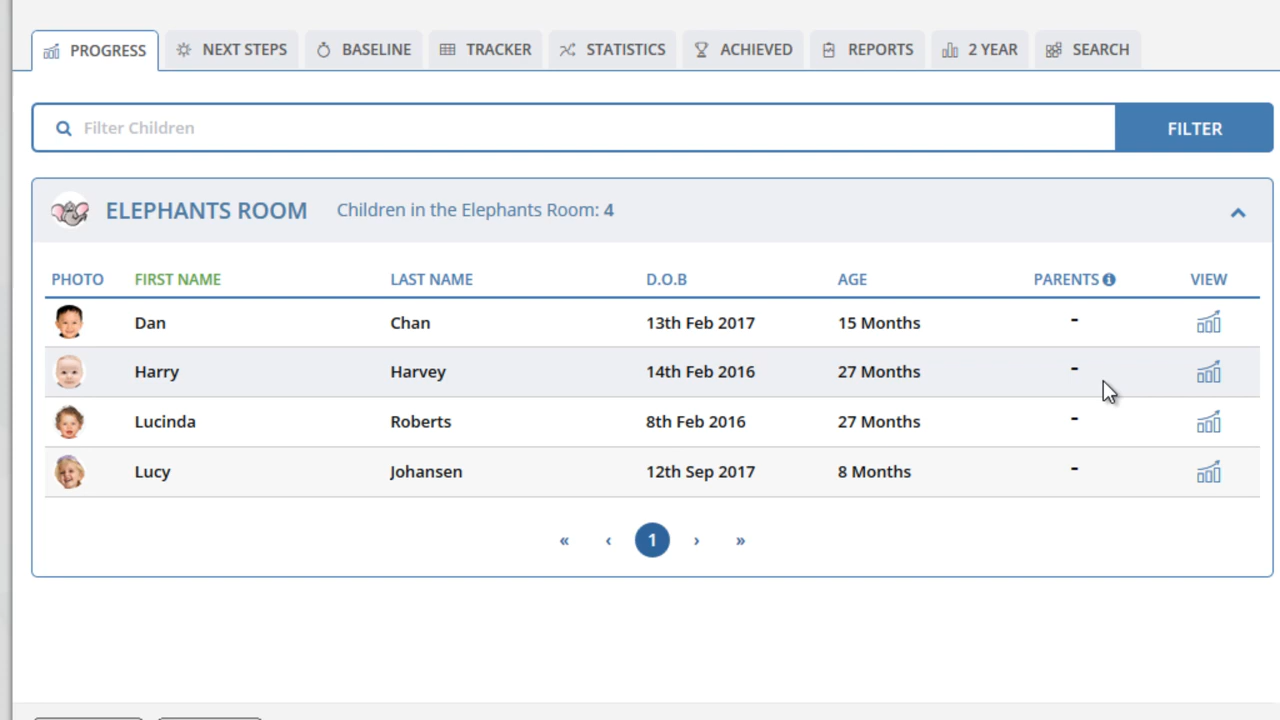 PROGRESS NEXT STEPS BASELINE TRACKER STATISTICS ACHIEVED REPORTS 2 YEAR SEARCH
Filter Children FILTER
ELEPHANTS ROOM Children in the Elephants Room: 4
PHOTO FIRST NAME LAST NAME D.O.B AGE PARENTS VIEW
Dan Chan 13th Feb 2017 15 Months -
Harry Harvey 14th Feb 2016 27 Months -
Lucinda Roberts 8th Feb 2016 27 Months -
Lucy Johansen 12th Sep 2017 8 Months -
« ‹ 1 › »